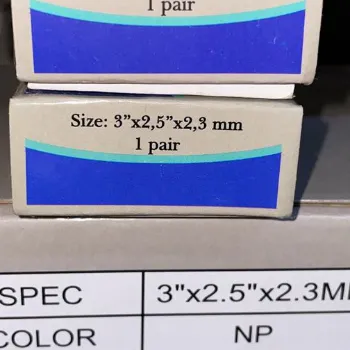 1 pair
Size: 3”x2,5”x2,3 mm
1 pair
SPEC 3"x2.5"x2.3M
COLOR NP